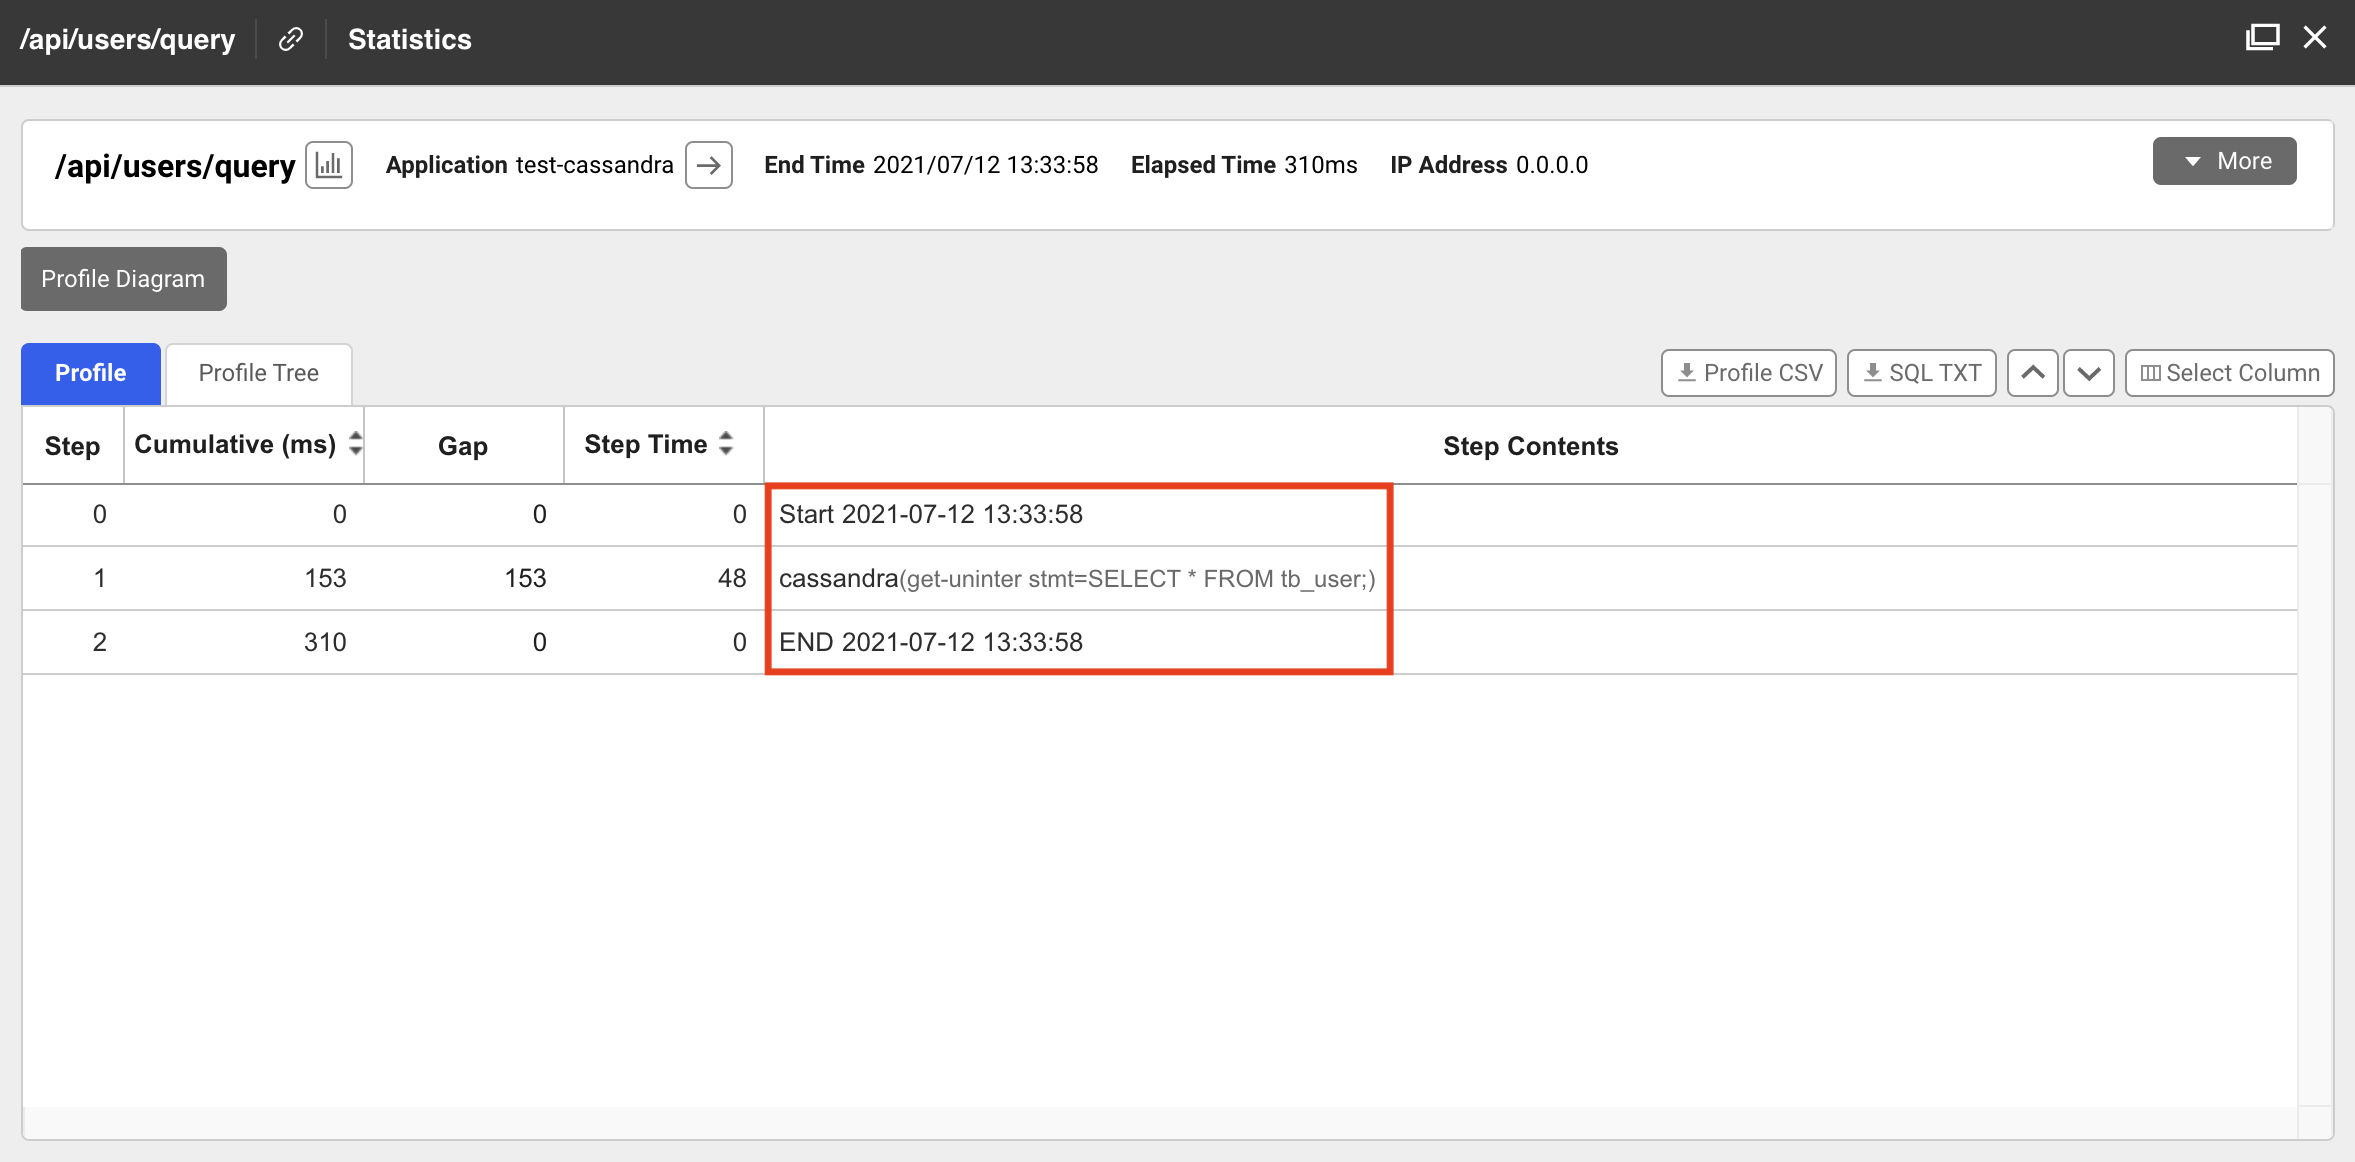 /api/users/query Statistics
/api/users/query Application test-cassandra End Time 2021/07/12 13:33:58 Elapsed Time 310ms IP Address 0.0.0.0 More
Profile Diagram
Profile Profile Tree Profile CSV SQL TXT Select Column
Step Cumulative (ms) Gap Step Time Step Contents
0 0 0 0 Start 2021-07-12 13:33:58
1 153 153 48 cassandra(get-uninter stmt=SELECT * FROM tb_user;)
2 310 0 0 END 2021-07-12 13:33:58